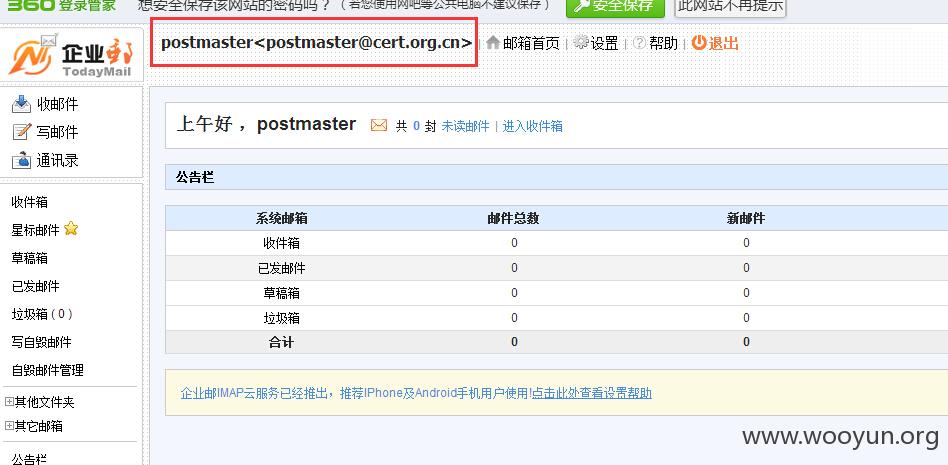 360 登录管家 想安全保存该网站的密码吗？（若您使用网吧等公共电脑不建议保存） 安全保存 此网站不再提示
企业邮 TodayMail
postmaster<postmaster@cert.org.cn> 邮箱首页 | 设置 | 帮助 | 退出
收邮件
写邮件
通讯录
上午好，postmaster 共 0 封 未读邮件 | 进入收件箱
公告栏
收件箱
星标邮件
草稿箱
已发邮件
垃圾箱 ( 0 )
写自毁邮件
自毁邮件管理
其他文件夹
其它邮箱
公告栏
系统邮箱 邮件总数 新邮件
收件箱 0 0
已发邮件 0 0
草稿箱 0 0
垃圾箱 0 0
合计 0 0
企业邮IMAP云服务已经推出，推荐IPhone及Android手机用户使用!点击此处查看设置帮助
www.wooyun.org